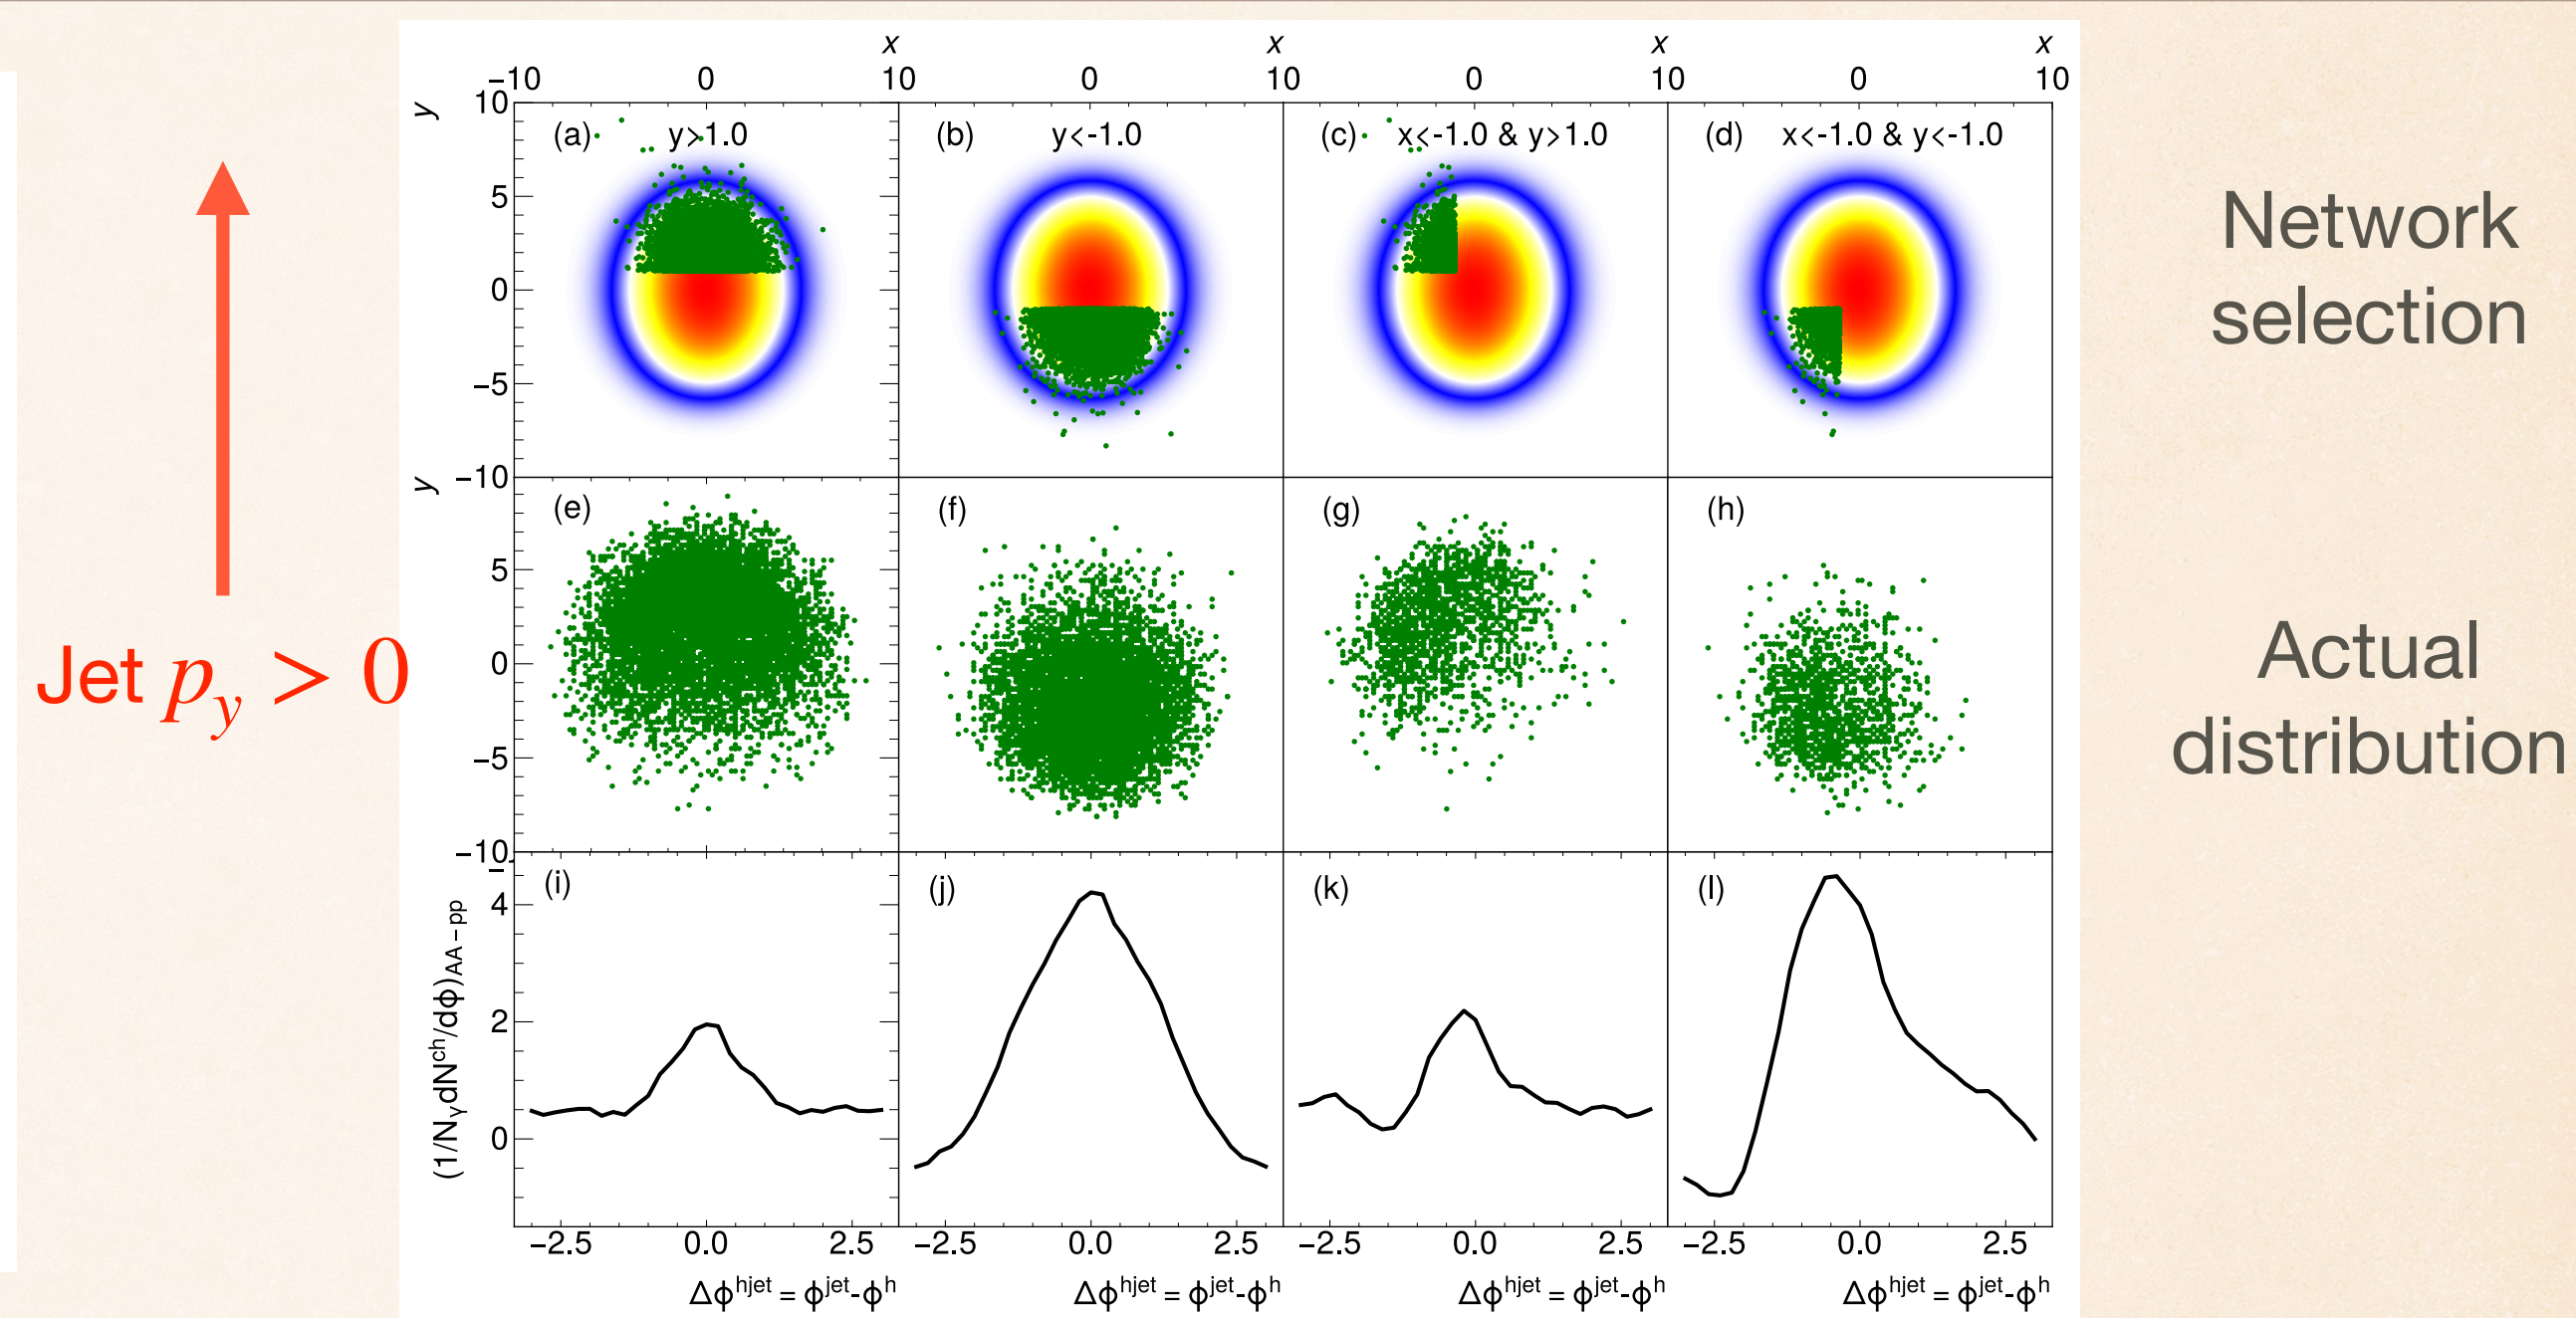 x x x x
−10 0 10 0 10 0 10 0 10
y 10 (a) y>1.0 (b) y<-1.0 (c) x<-1.0 & y>1.0 (d) x<-1.0 & y<-1.0
5
0
−5
−10
Network
selection
y (e) (f) (g) (h)
5
0
−5
−10
Jet p_y > 0
Actual
distribution
(1/N_γ dN^ch/dϕ)_AA−pp
(i) (j) (k) (l)
4
2
0
−2.5 0.0 2.5 −2.5 0.0 2.5 −2.5 0.0 2.5 −2.5 0.0 2.5
Δϕ^hjet = ϕ^jet-ϕ^h Δϕ^hjet = ϕ^jet-ϕ^h Δϕ^hjet = ϕ^jet-ϕ^h Δϕ^hjet = ϕ^jet-ϕ^h